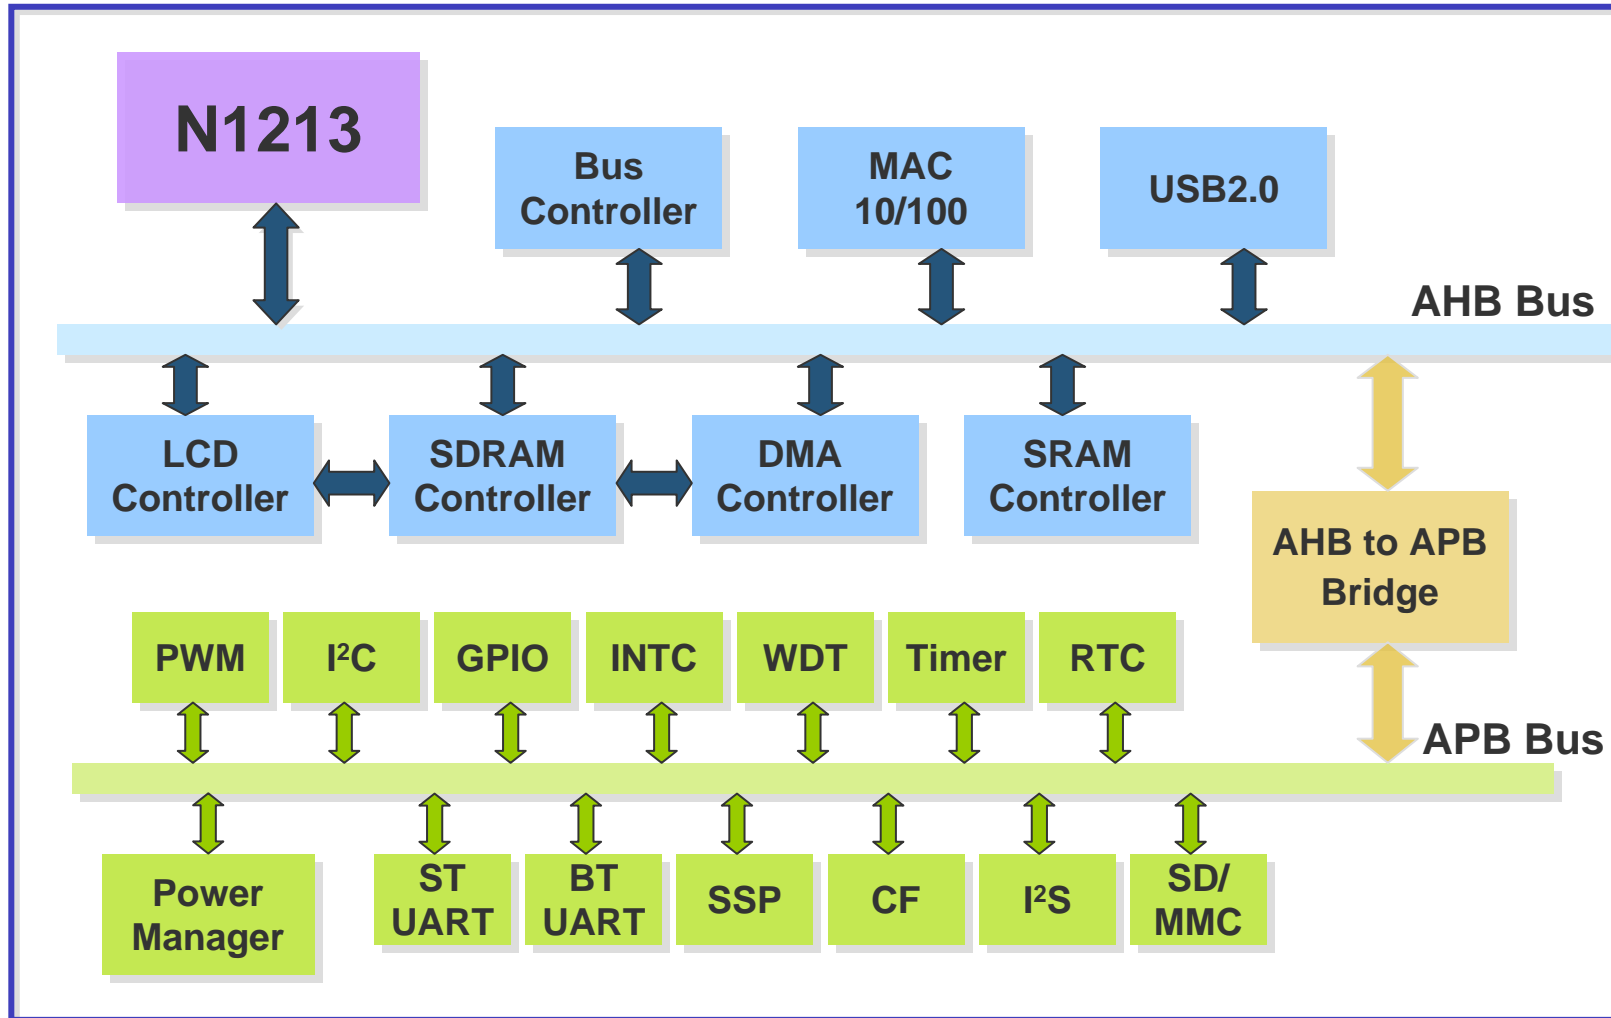 N1213
Bus
Controller
MAC
10/100
USB2.0
AHB Bus
LCD
Controller
SDRAM
Controller
DMA
Controller
SRAM
Controller
AHB to APB
Bridge
PWM
I²C
GPIO
INTC
WDT
Timer
RTC
APB Bus
Power
Manager
ST
UART
BT
UART
SSP
CF
I²S
SD/
MMC